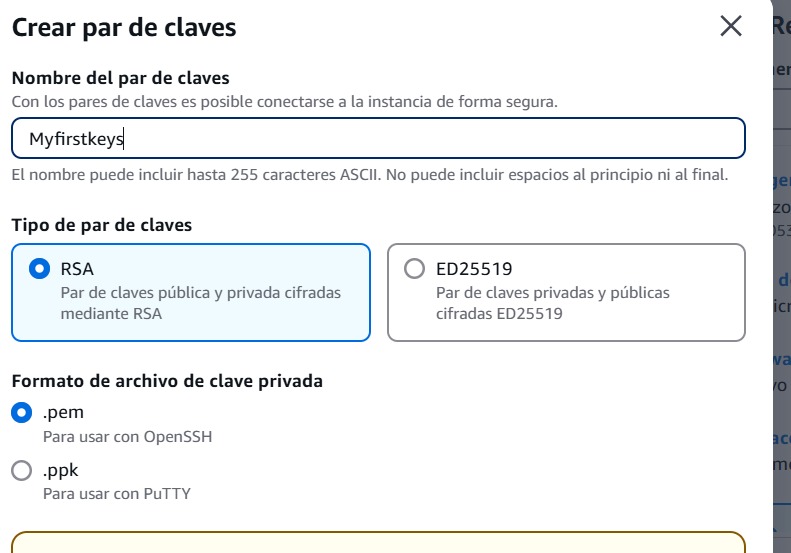 Crear par de claves
Nombre del par de claves
Con los pares de claves es posible conectarse a la instancia de forma segura.
Myfirstkeys
El nombre puede incluir hasta 255 caracteres ASCII. No puede incluir espacios al principio ni al final.
Tipo de par de claves
RSA
Par de claves pública y privada cifradas
mediante RSA
ED25519
Par de claves privadas y públicas
cifradas ED25519
Formato de archivo de clave privada
.pem
Para usar con OpenSSH
.ppk
Para usar con PuTTY